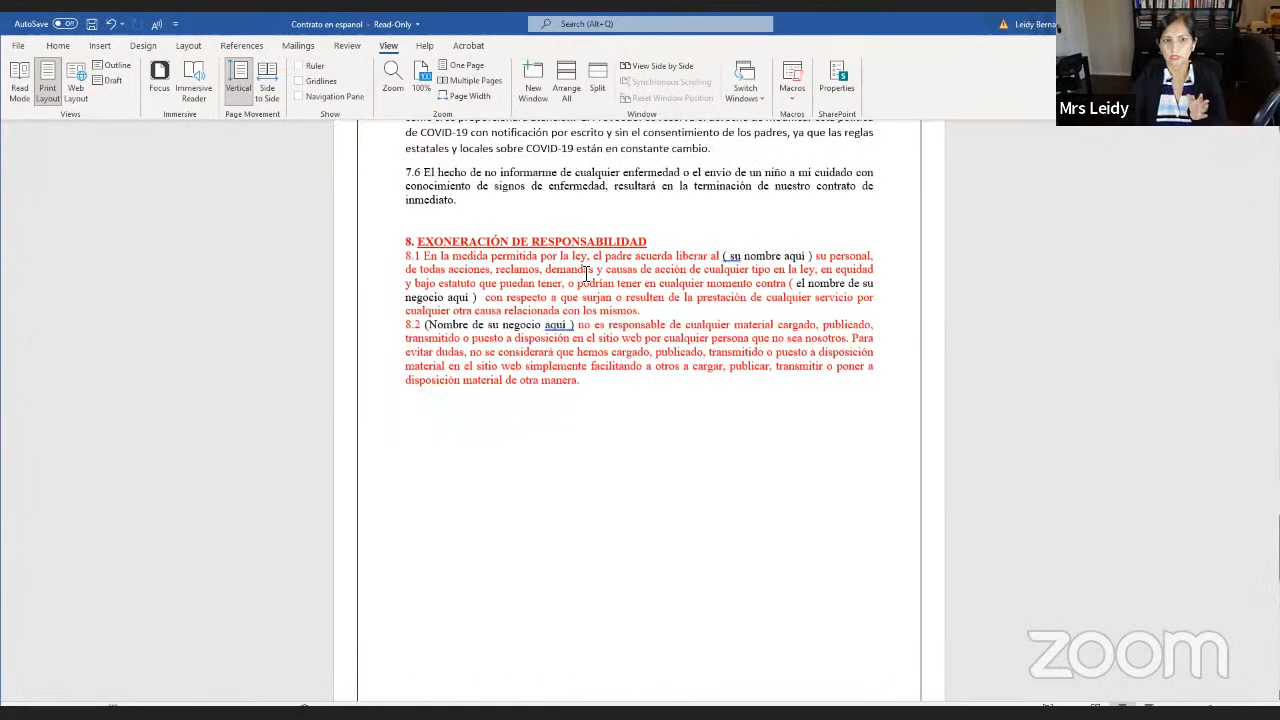 AutoSave Off Contrato en espanol - Read-Only Search (Alt+Q) Leidy Berna
File Home Insert Design Layout References Mailings Review View Help Acrobat
Read Mode
Print Layout
Web Layout
Outline
Draft
Views
Focus
Immersive Reader
Immersive
Vertical
Side to Side
Page Movement
Ruler
Gridlines
Navigation Pane
Show
Zoom
100%
One Page
Multiple Pages
Page Width
Zoom
New Window
Arrange All
Split
View Side by Side
Synchronous Scrolling
Reset Window Position
Switch Windows
Window
Macros
Macros
Properties
SharePoint
Mrs Leidy
de COVID-19 con notificación por escrito y sin el consentimiento de los padres, ya que las reglas
estatales y locales sobre COVID-19 están en constante cambio.
7.6 El hecho de no informarme de cualquier enfermedad o el envío de un niño a mi cuidado con
conocimiento de signos de enfermedad, resultará en la terminación de nuestro contrato de
inmediato.
8. EXONERACIÓN DE RESPONSABILIDAD
8.1 En la medida permitida por la ley, el padre acuerda liberar al ( su nombre aquí ) su personal,
de todas acciones, reclamos, demandas y causas de acción de cualquier tipo en la ley, en equidad
y bajo estatuto que puedan tener, o podrían tener en cualquier momento contra ( el nombre de su
negocio aquí ) con respecto a que surjan o resulten de la prestación de cualquier servicio por
cualquier otra causa relacionada con los mismos.
8.2 (Nombre de su negocio aquí ) no es responsable de cualquier material cargado, publicado,
transmitido o puesto a disposición en el sitio web por cualquier persona que no sea nosotros. Para
evitar dudas, no se considerará que hemos cargado, publicado, transmitido o puesto a disposición
material en el sitio web simplemente facilitando a otros a cargar, publicar, transmitir o poner a
disposición material de otra manera.
zoom